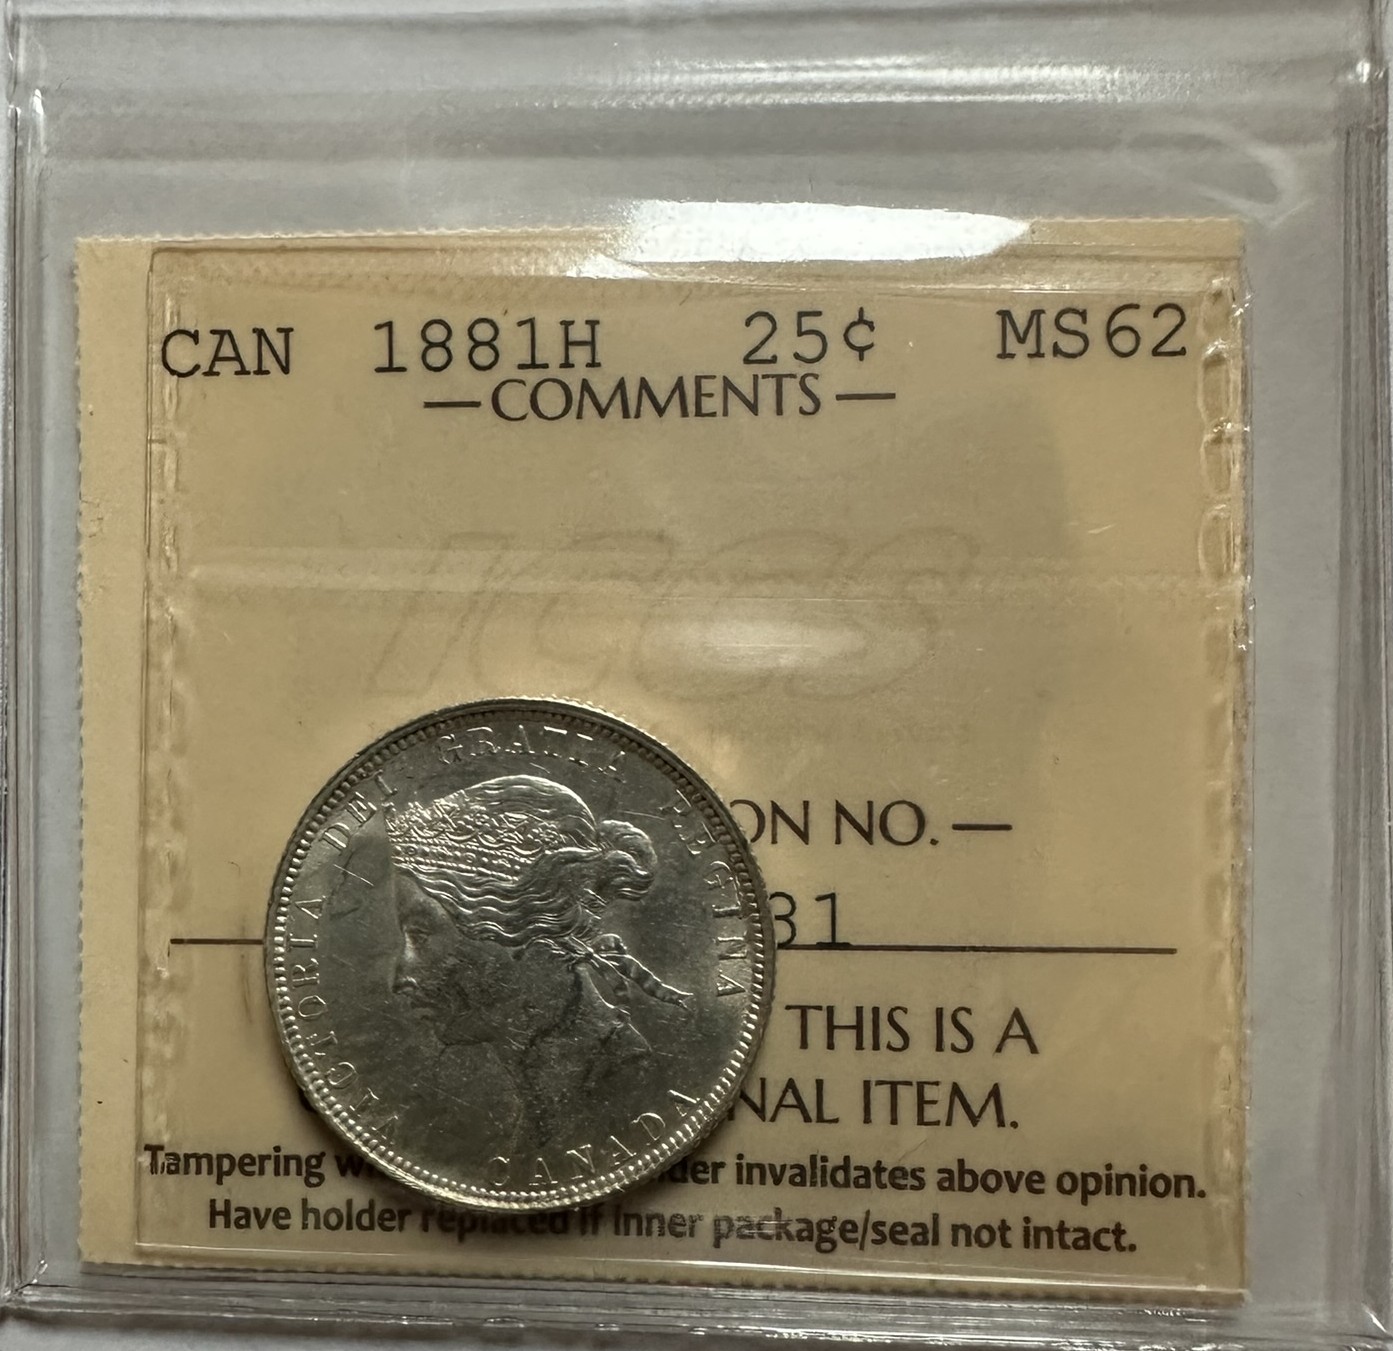 CAN 1881H 25¢ MS62
— COMMENTS —
ICCS
ON NO. —
31
THIS IS A
NAL ITEM.
Tampering w der invalidates above opinion.
Have holder replaced if inner package/seal not intact.
VICTORIA DEI GRATIA REGINA
CANADA